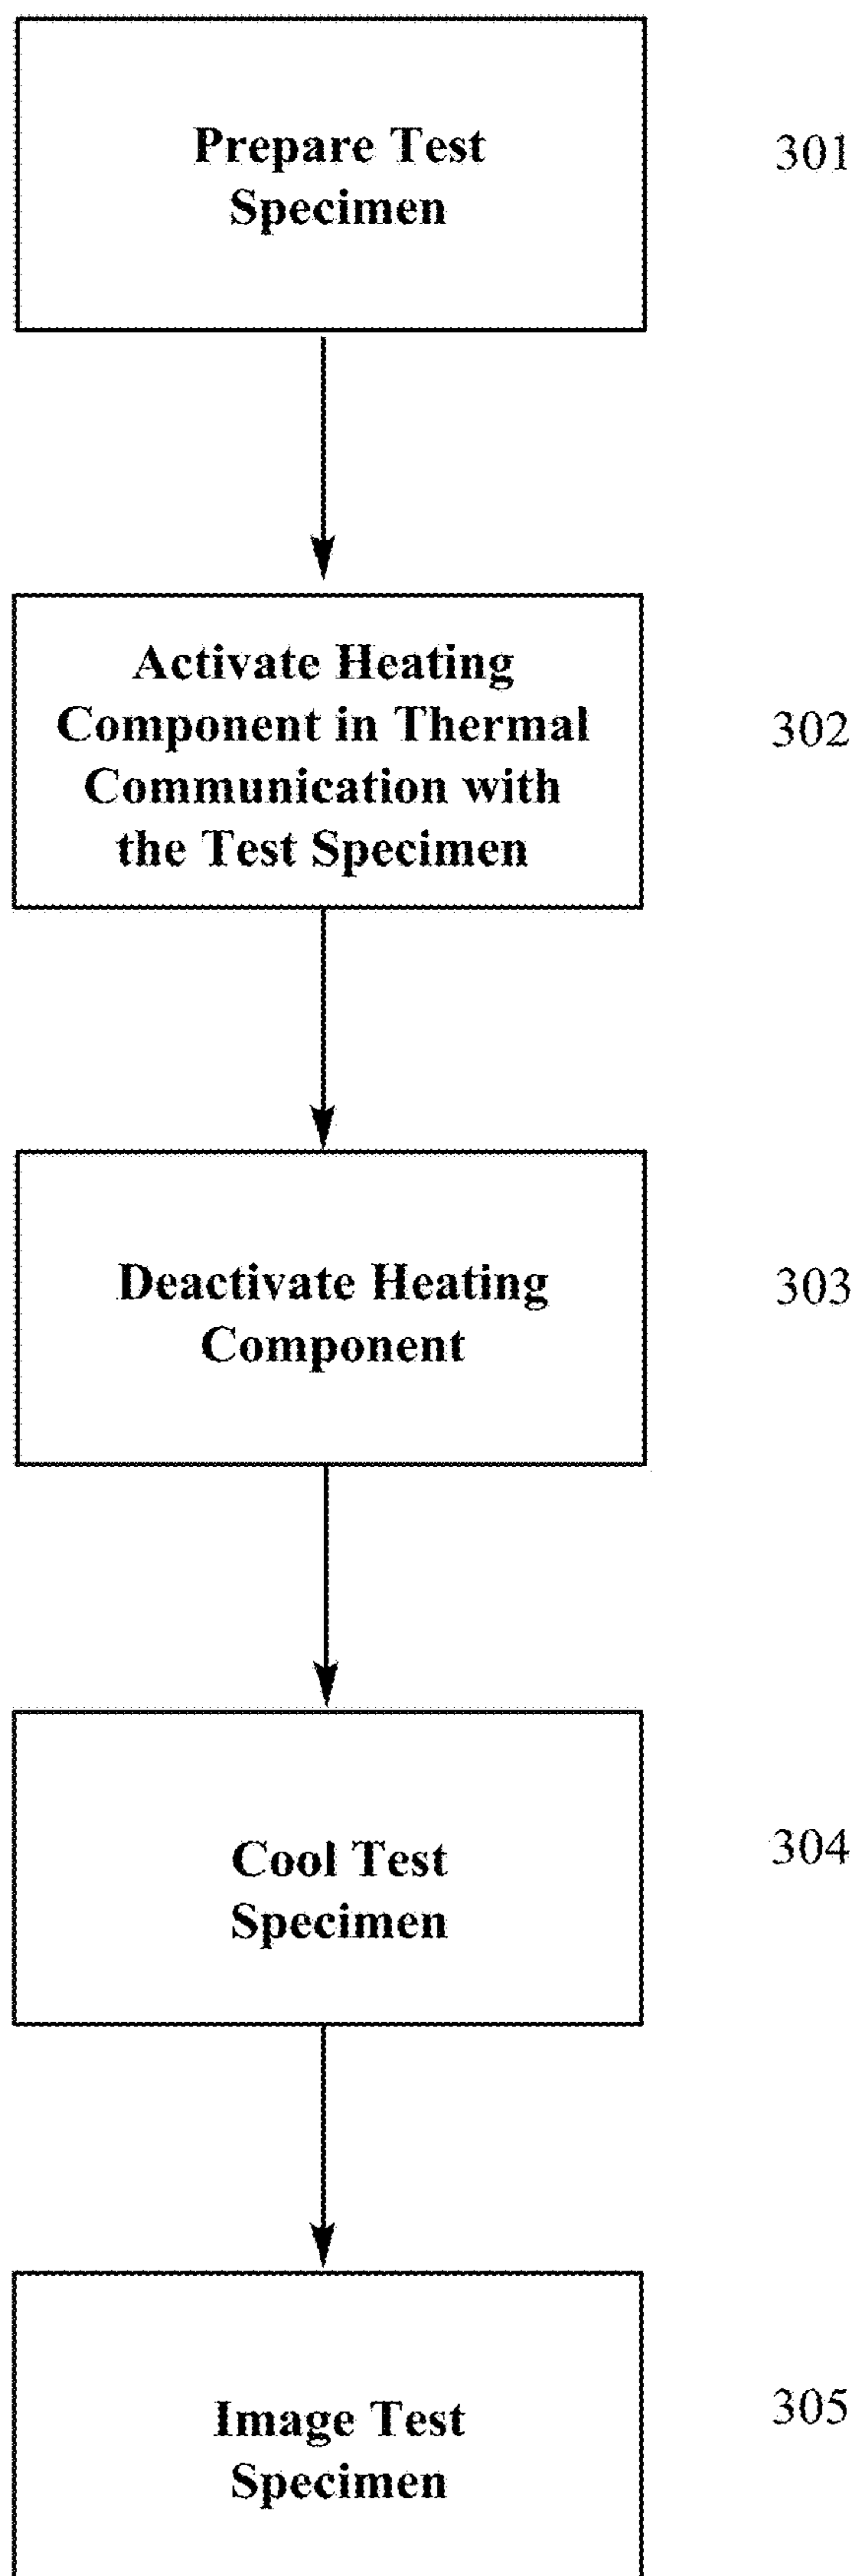 Prepare Test
Specimen
301
Activate Heating
Component in Thermal
Communication with
the Test Specimen
302
Deactivate Heating
Component
303
Cool Test
Specimen
304
Image Test
Specimen
305